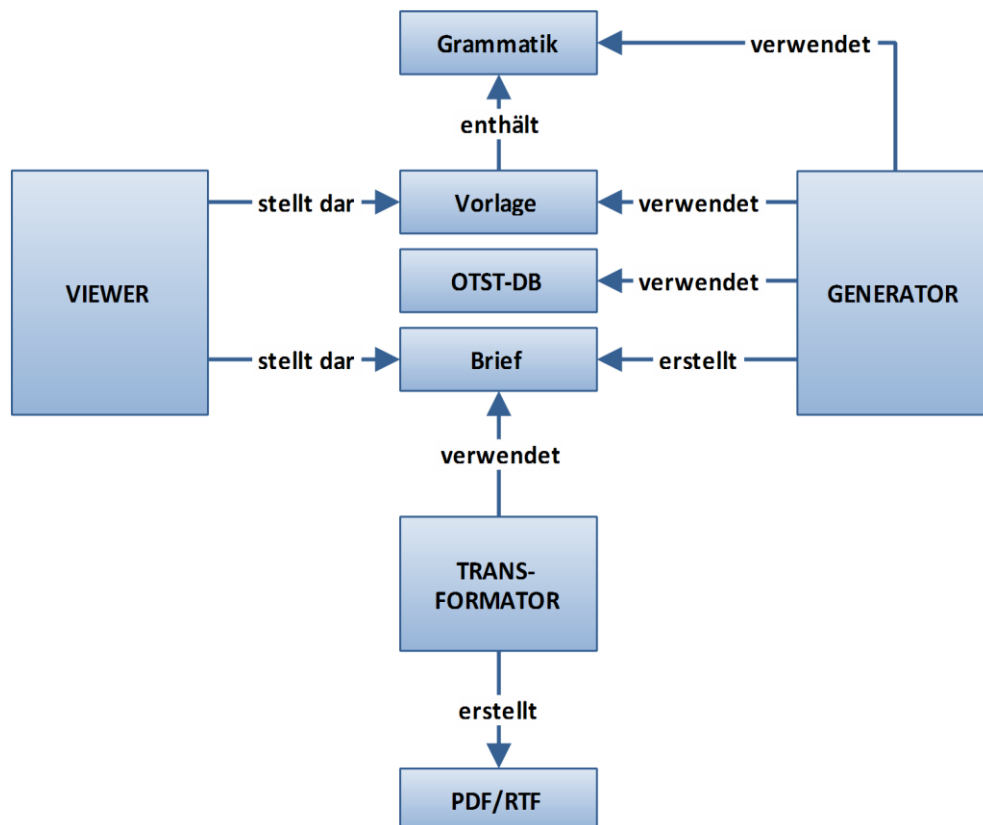 Grammatik
verwendet
enthält
VIEWER
stellt dar
Vorlage
verwendet
GENERATOR
OTST-DB
verwendet
stellt dar
Brief
erstellt
verwendet
TRANS-
FORMATOR
erstellt
PDF/RTF